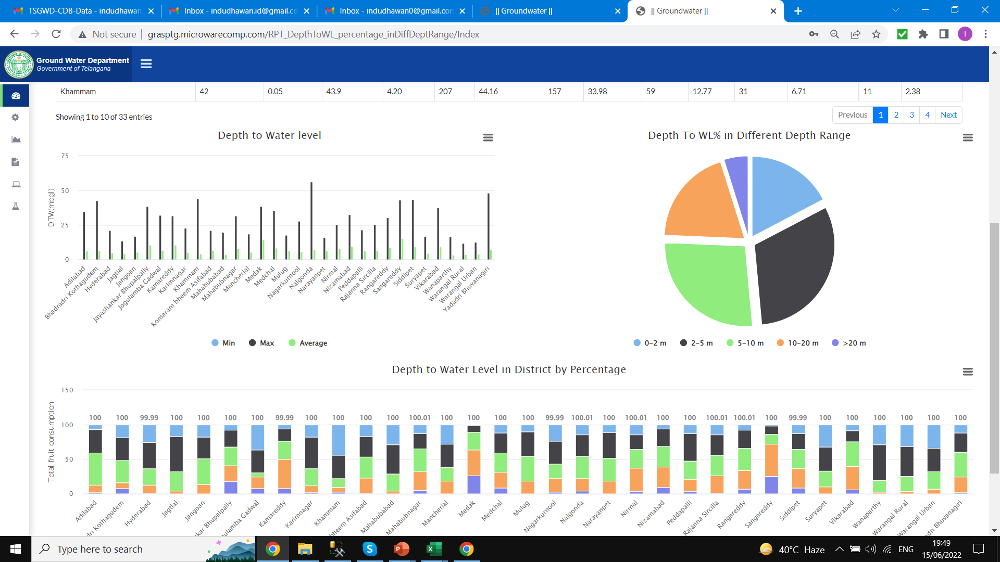 TSGWD-CDB-Data - indudhawan
Inbox - indudhawan.id@gmail.co
Inbox - indudhawan0@gmail.con
|| Groundwater ||
|| Groundwater ||
Not secure | grasptg.microwarecomp.com/RPT_DepthToWL_percentage_inDiffDeptRange/Index
I
Ground Water Department
Government of Telangana
Khammam 42 0.05 43.9 4.20 207 44.16 157 33.98 59 12.77 31 6.71 11 2.38
Showing 1 to 10 of 33 entries
Previous 1 2 3 4 Next
Depth to Water level
DTW(mbgl)
75
50
25
0
Adilabad
Bhadradri Kothagudem
Hyderabad
Jagtial
Jangoan
Jayashankar Bhupalpally
Jogulamba Gadwal
Kamareddy
Karimnagar
Khammam
Komaram bheem Asifabad
Mahabubabad
Mahabubnagar
Mancherial
Medak
Medchal
Mulug
Nagarkurnool
Nalgonda
Narayanpet
Nirmal
Nizamabad
Peddapalli
Rajanna Sircilla
Rangareddy
Sangareddy
Siddipet
Suryapet
Vikarabad
Wanaparthy
Warangal Rural
Warangal Urban
Yadadri Bhuvanagiri
Min Max Average
Depth To WL% in Different Depth Range
0-2 m 2-5 m 5-10 m 10-20 m >20 m
Depth to Water Level in District by Percentage
Total fruit consumption
150
100
50
0
100 100 99.99 100 100 100 100 99.99 100 100 100 100 100.01 100 100 100 100 99.99 100.01 100 100.01 100 100 100.01 100.01 100 99.99 100 100 100 100 100 100
Adilabad
dri Kothagudem
Hyderabad
Jagtial
Jangoan
kar Bhupalpally
gulamba Gadwal
Kamareddy
Karimnagar
Khammam
bheem Asifabad
Mahabubabad
Mahabubnagar
Mancherial
Medak
Medchal
Mulug
Nagarkurnool
Nalgonda
Narayanpet
Nirmal
Nizamabad
Peddapalli
Rajanna Sircilla
Rangareddy
Sangareddy
Siddipet
Suryapet
Vikarabad
Wanaparthy
Warangal Rural
Warangal Urban
dri Bhuvanagiri
Type here to search
40°C Haze
ENG
19:49
15/06/2022